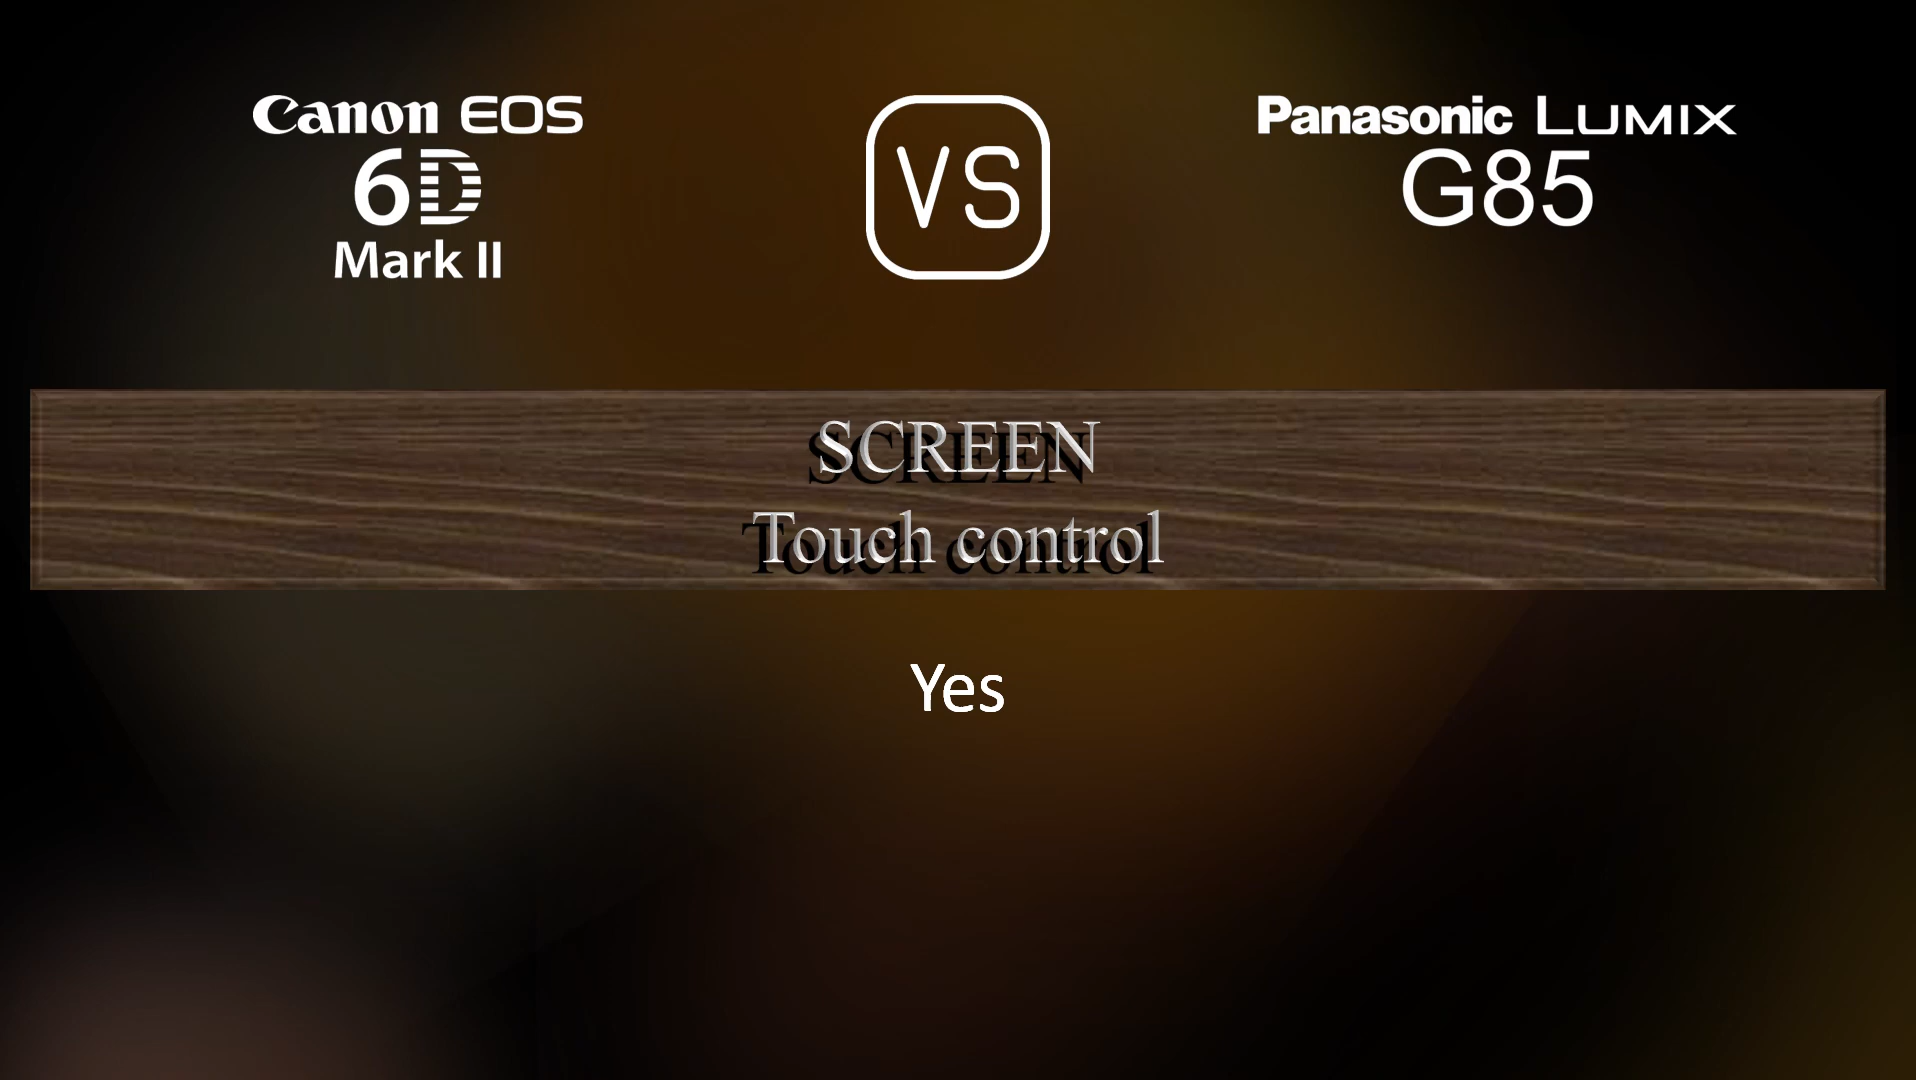 Canon EOS
6D
Mark II
VS
Panasonic LUMIX
G85
SCREEN
Touch control
Yes